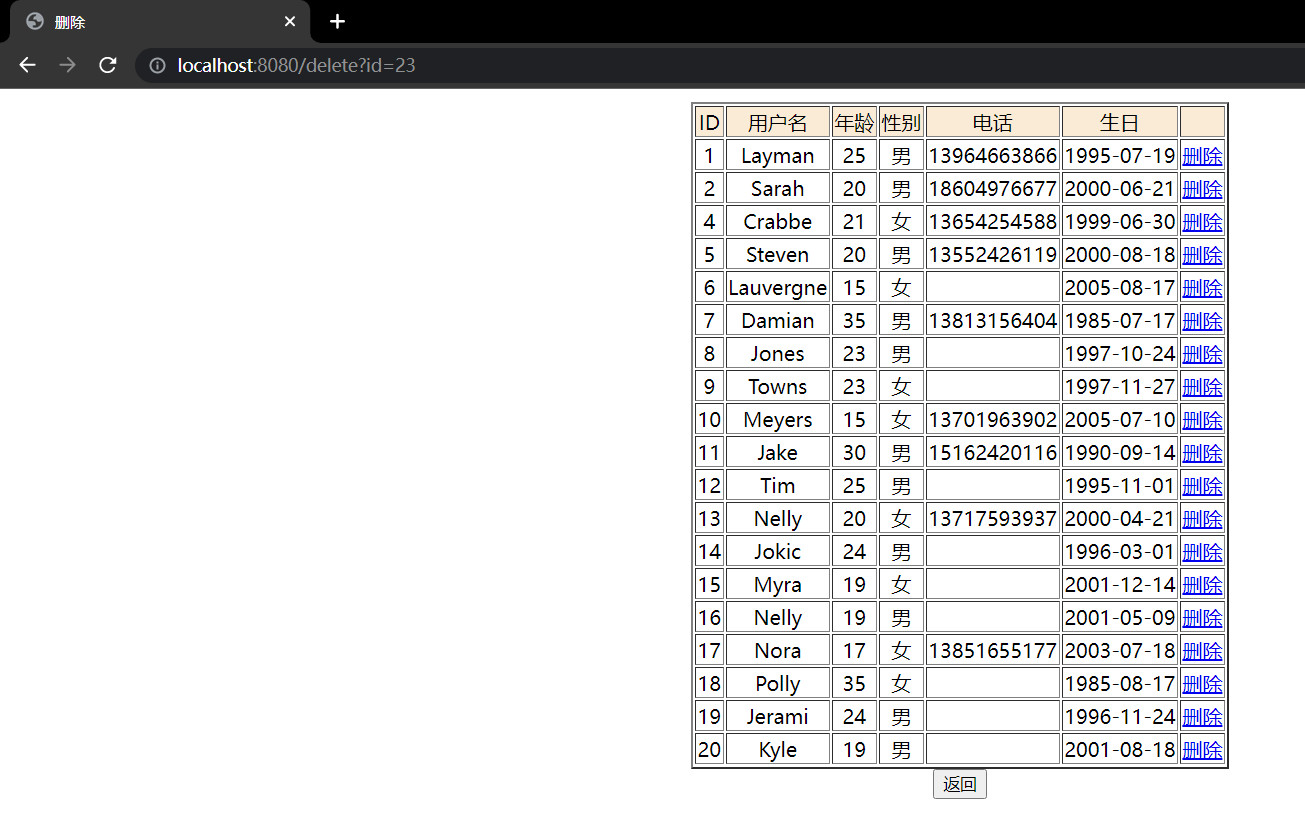 删除
localhost:8080/delete?id=23
ID 用户名 年龄 性别 电话 生日
1 Layman 25 男 13964663866 1995-07-19 删除
2 Sarah 20 男 18604976677 2000-06-21 删除
4 Crabbe 21 女 13654254588 1999-06-30 删除
5 Steven 20 男 13552426119 2000-08-18 删除
6 Lauvergne 15 女 2005-08-17 删除
7 Damian 35 男 13813156404 1985-07-17 删除
8 Jones 23 男 1997-10-24 删除
9 Towns 23 女 1997-11-27 删除
10 Meyers 15 女 13701963902 2005-07-10 删除
11 Jake 30 男 15162420116 1990-09-14 删除
12 Tim 25 男 1995-11-01 删除
13 Nelly 20 女 13717593937 2000-04-21 删除
14 Jokic 24 男 1996-03-01 删除
15 Myra 19 女 2001-12-14 删除
16 Nelly 19 男 2001-05-09 删除
17 Nora 17 女 13851655177 2003-07-18 删除
18 Polly 35 女 1985-08-17 删除
19 Jerami 24 男 1996-11-24 删除
20 Kyle 19 男 2001-08-18 删除
返回